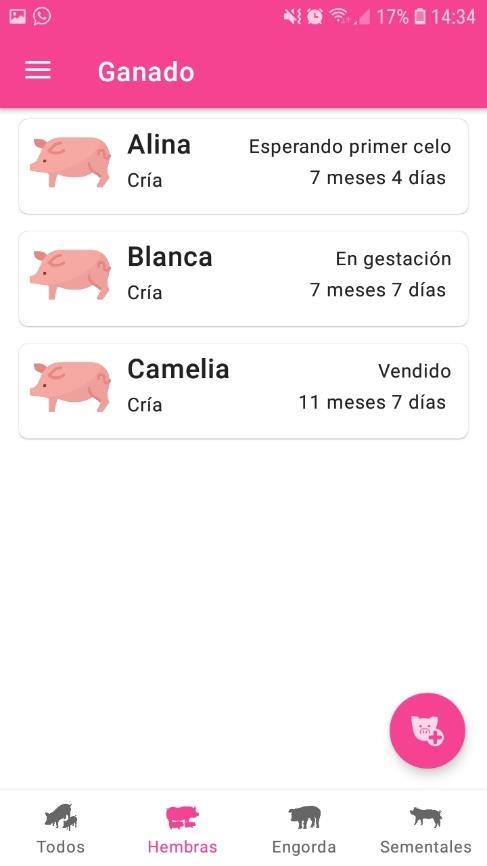 17% 14:34
Ganado
Alina
Esperando primer celo
Cría
7 meses 4 días
Blanca
En gestación
Cría
7 meses 7 días
Camelia
Vendido
Cría
11 meses 7 días
Todos
Hembras
Engorda
Sementales